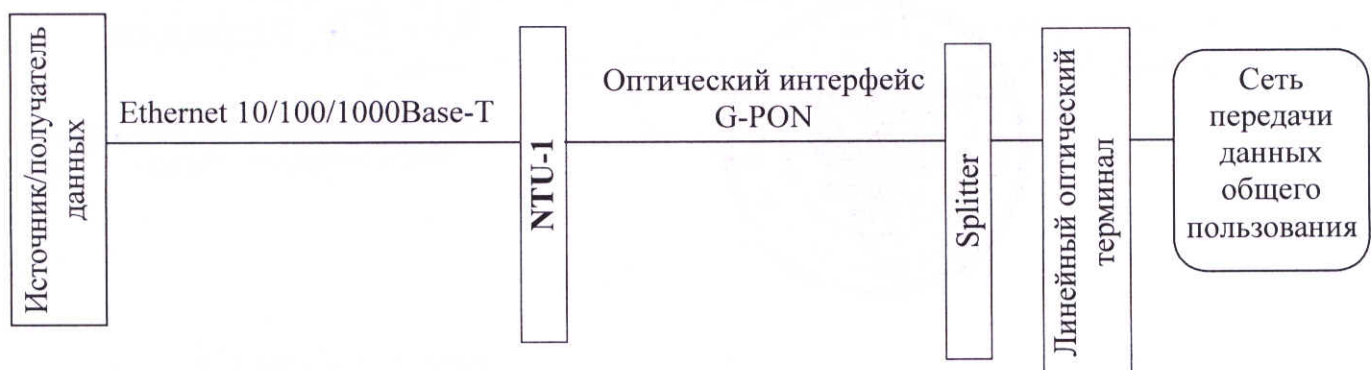 Источник/получатель
данных
Ethernet 10/100/1000Base-T
NTU-1
Оптический интерфейс
G-PON
Splitter
Линейный оптический
терминал
Сеть
передачи
данных
общего
пользования